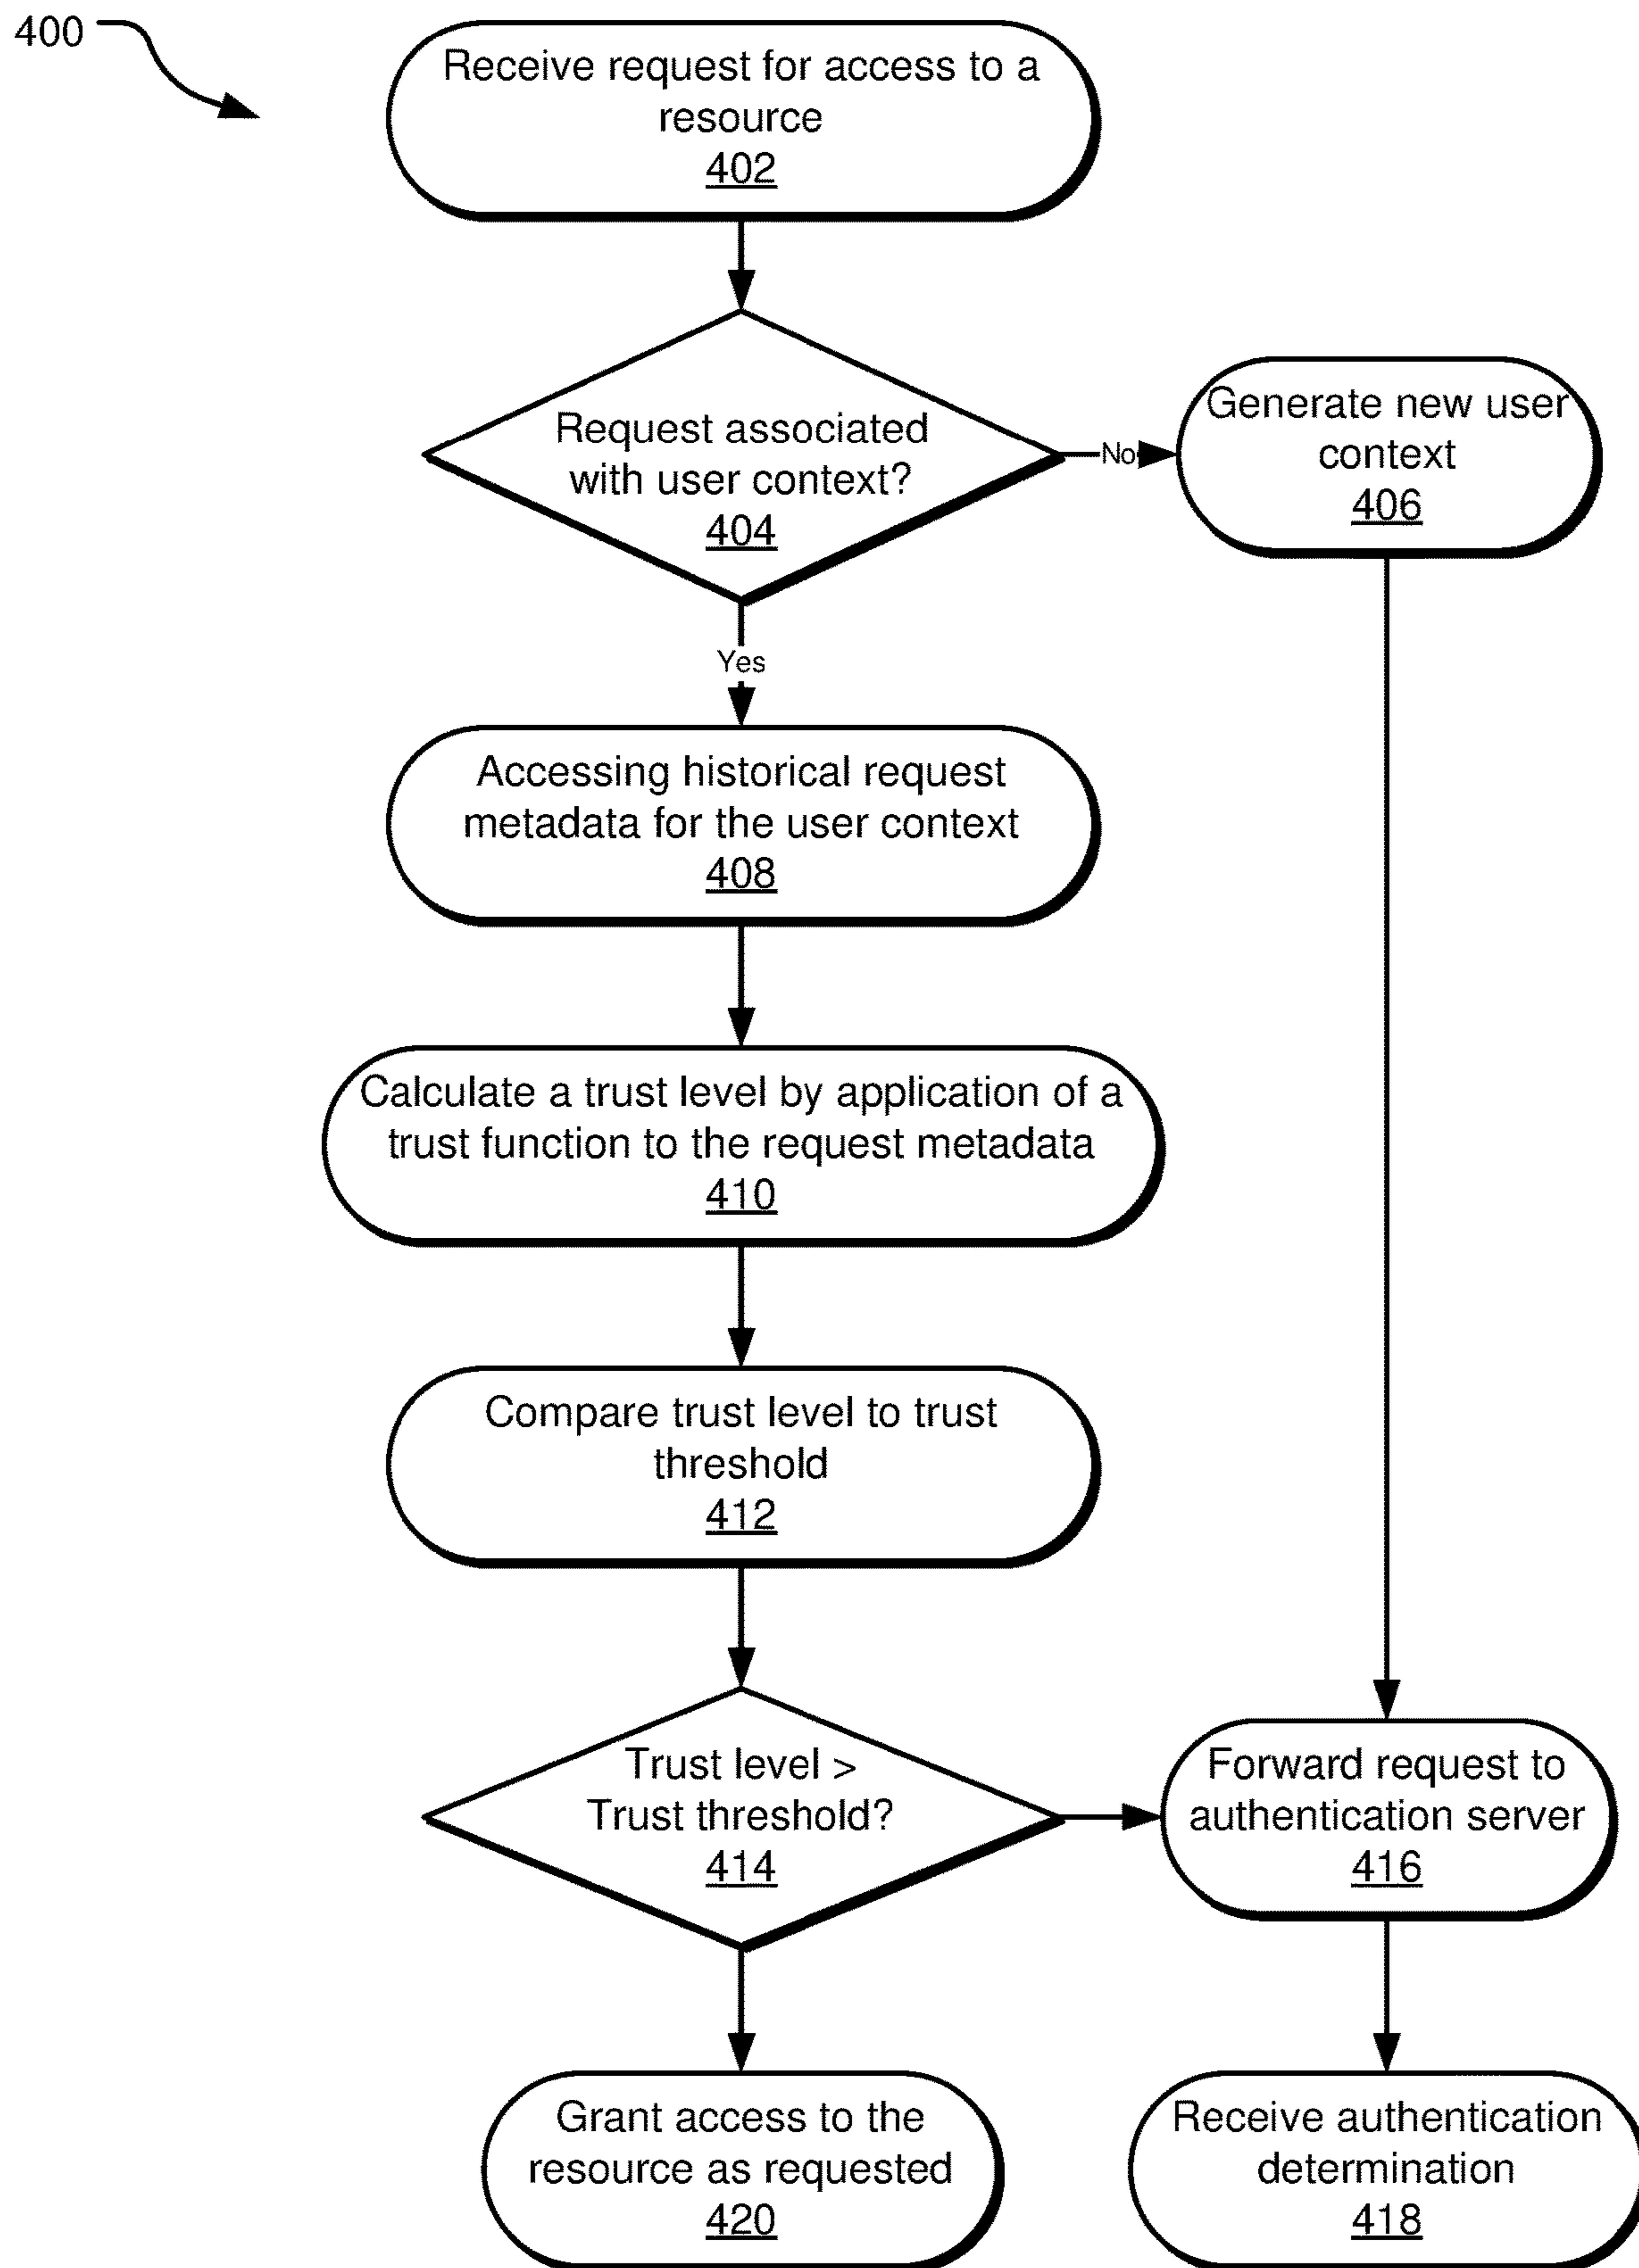 400
Receive request for access to a
resource
402
Request associated
with user context?
404
No
Generate new user
context
406
Yes
Accessing historical request
metadata for the user context
408
Calculate a trust level by application of a
trust function to the request metadata
410
Compare trust level to trust
threshold
412
Trust level >
Trust threshold?
414
Forward request to
authentication server
416
Grant access to the
resource as requested
420
Receive authentication
determination
418